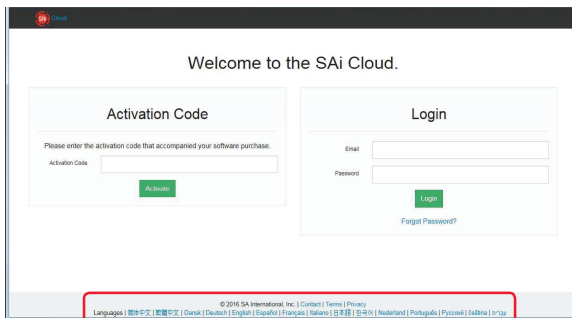 SAi Cloud
Welcome to the SAi Cloud.
Activation Code
Please enter the activation code that accompanied your software purchase.
Activation Code
Activate
Login
Email
Password
Login
Forgot Password?
© 2016 SA International, Inc. | Contact | Terms | Privacy
Languages | 简体中文 | 繁體中文 | Dansk | Deutsch | English | Español | Français | Italiano | 日本語 | 한국어 | Nederland | Português | Русский | čeština | עברית